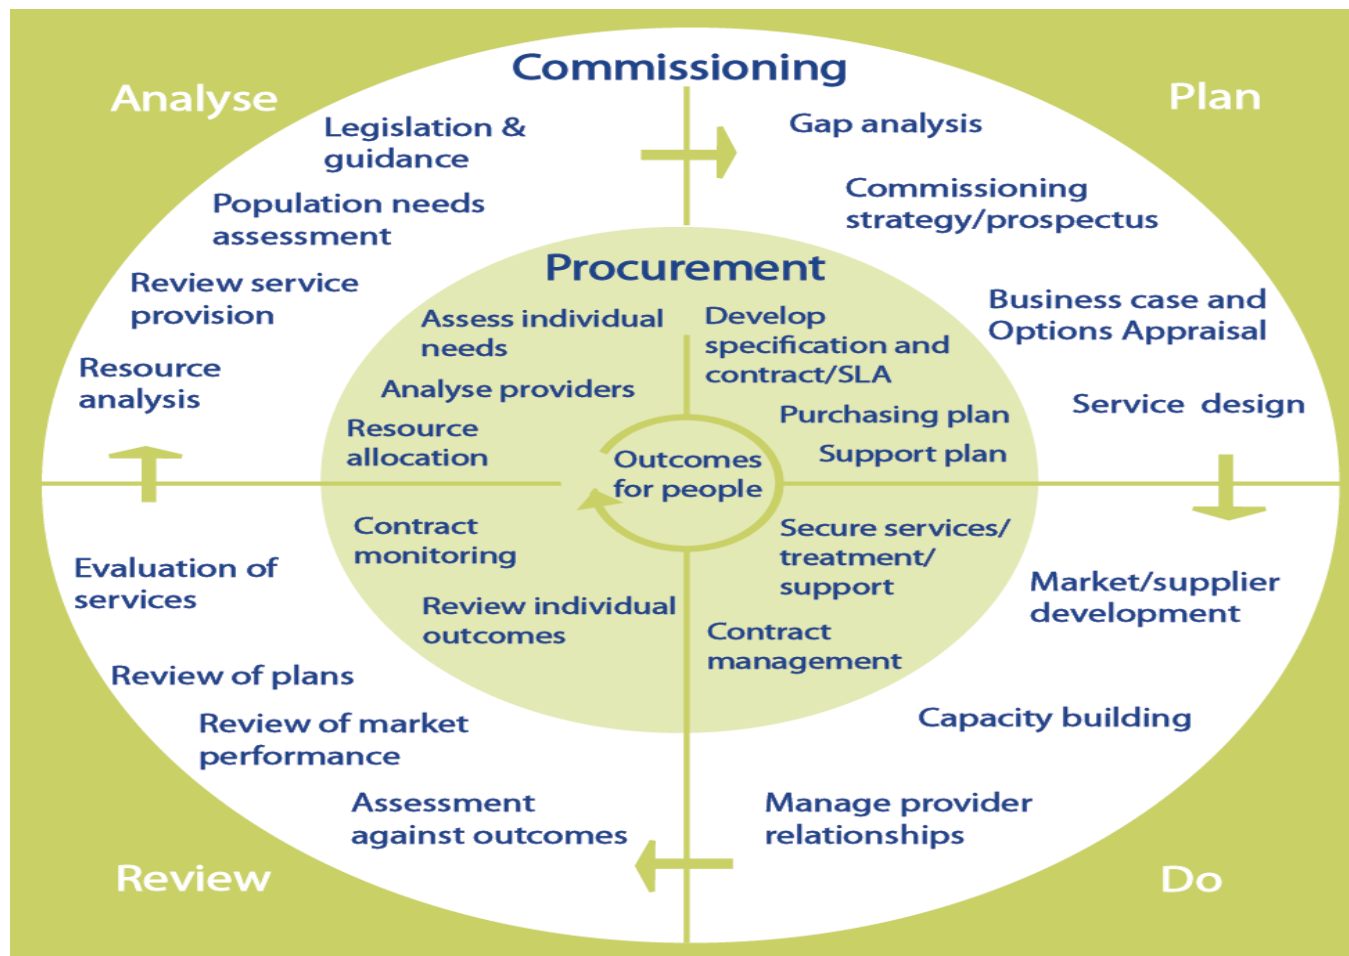 Commissioning
Analyse
Plan
Legislation &
guidance
Gap analysis
Population needs
assessment
Commissioning
strategy/prospectus
Review service
provision
Business case and
Options Appraisal
Resource
analysis
Service design
Procurement
Assess individual
needs
Develop
specification and
contract/SLA
Analyse providers
Purchasing plan
Resource
allocation
Support plan
Outcomes
for people
Contract
monitoring
Secure services/
treatment/
support
Review individual
outcomes
Contract
management
Evaluation of
services
Market/supplier
development
Review of plans
Capacity building
Review of market
performance
Assessment
against outcomes
Manage provider
relationships
Review
Do